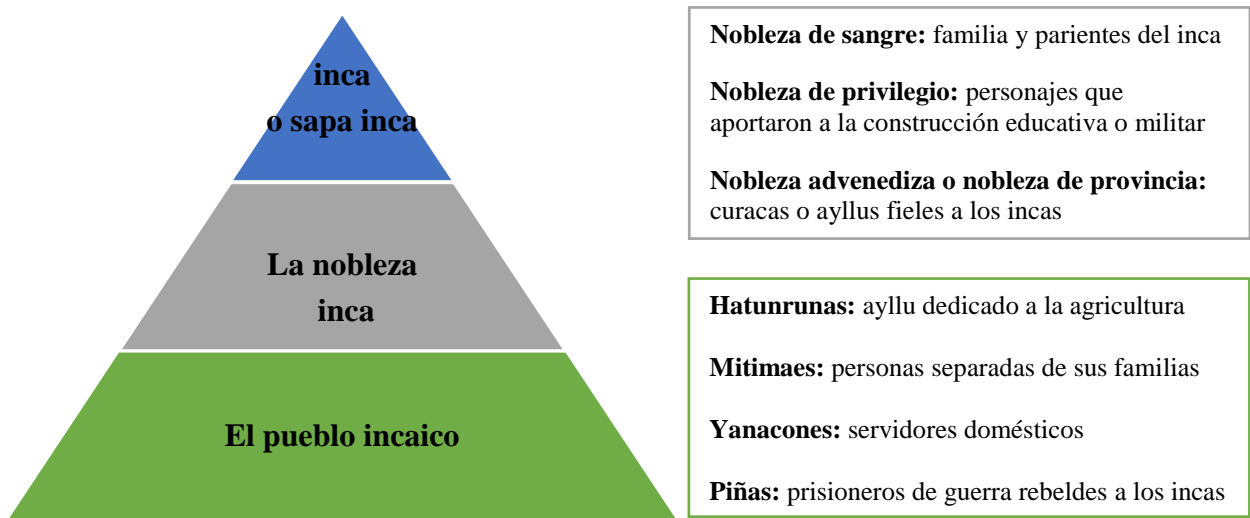 inca
o sapa inca
La nobleza
inca
El pueblo incaico
Nobleza de sangre: familia y parientes del inca
Nobleza de privilegio: personajes que
aportaron a la construcción educativa o militar
Nobleza advenediza o nobleza de provincia:
curacas o ayllus fieles a los incas
Hatunrunas: ayllu dedicado a la agricultura
Mitimaes: personas separadas de sus familias
Yanacones: servidores domésticos
Piñas: prisioneros de guerra rebeldes a los incas